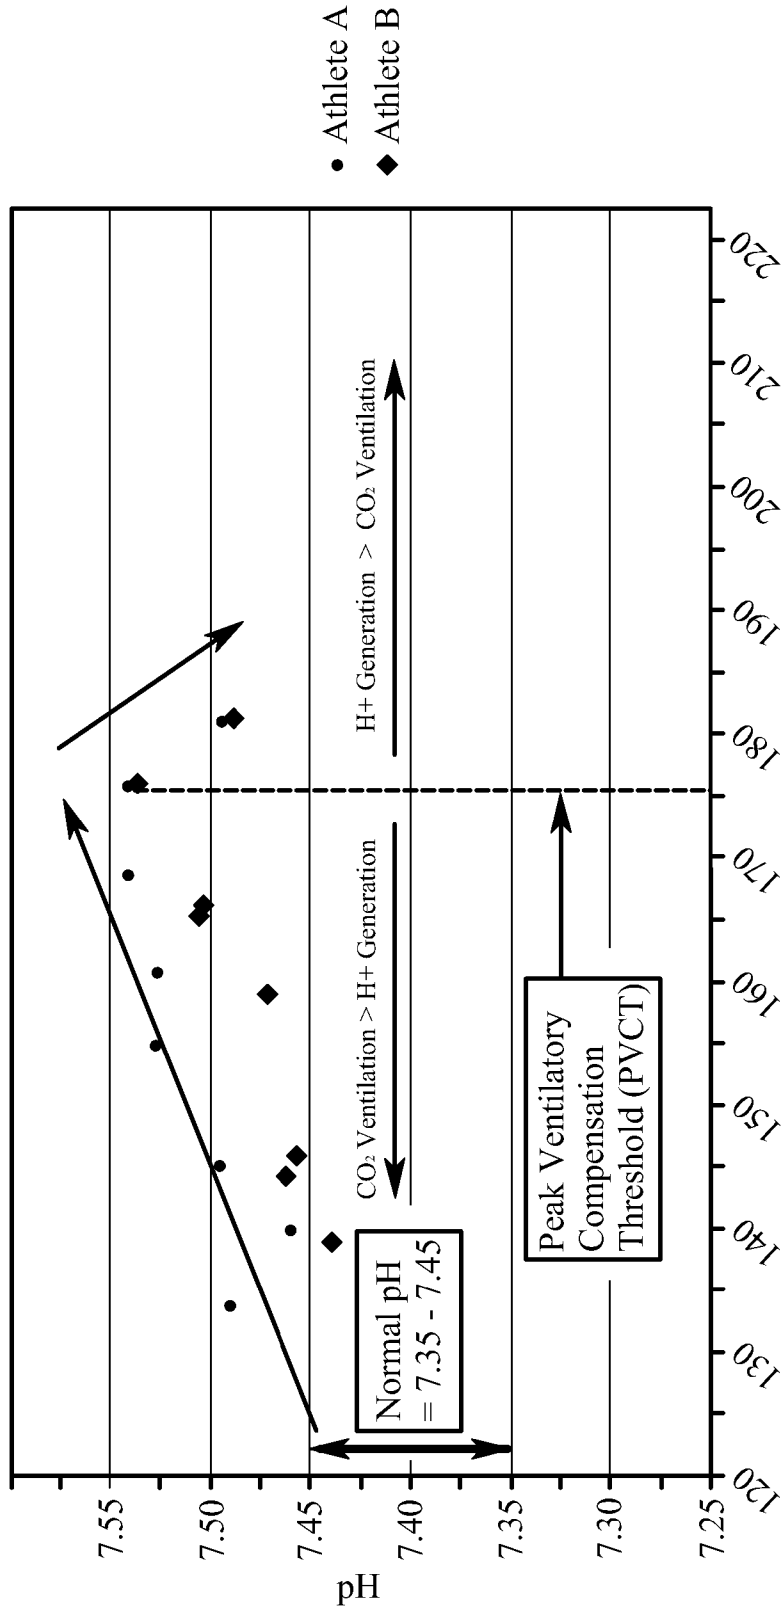 7.55
7.50
7.45
7.40
7.35
7.30
7.25
pH
120
130
140
150
160
170
180
190
200
210
220
Normal pH
= 7.35 - 7.45
CO₂ Ventilation > H+ Generation
H+ Generation > CO₂ Ventilation
Peak Ventilatory
Compensation
Threshold (PVCT)
Athlete A
Athlete B